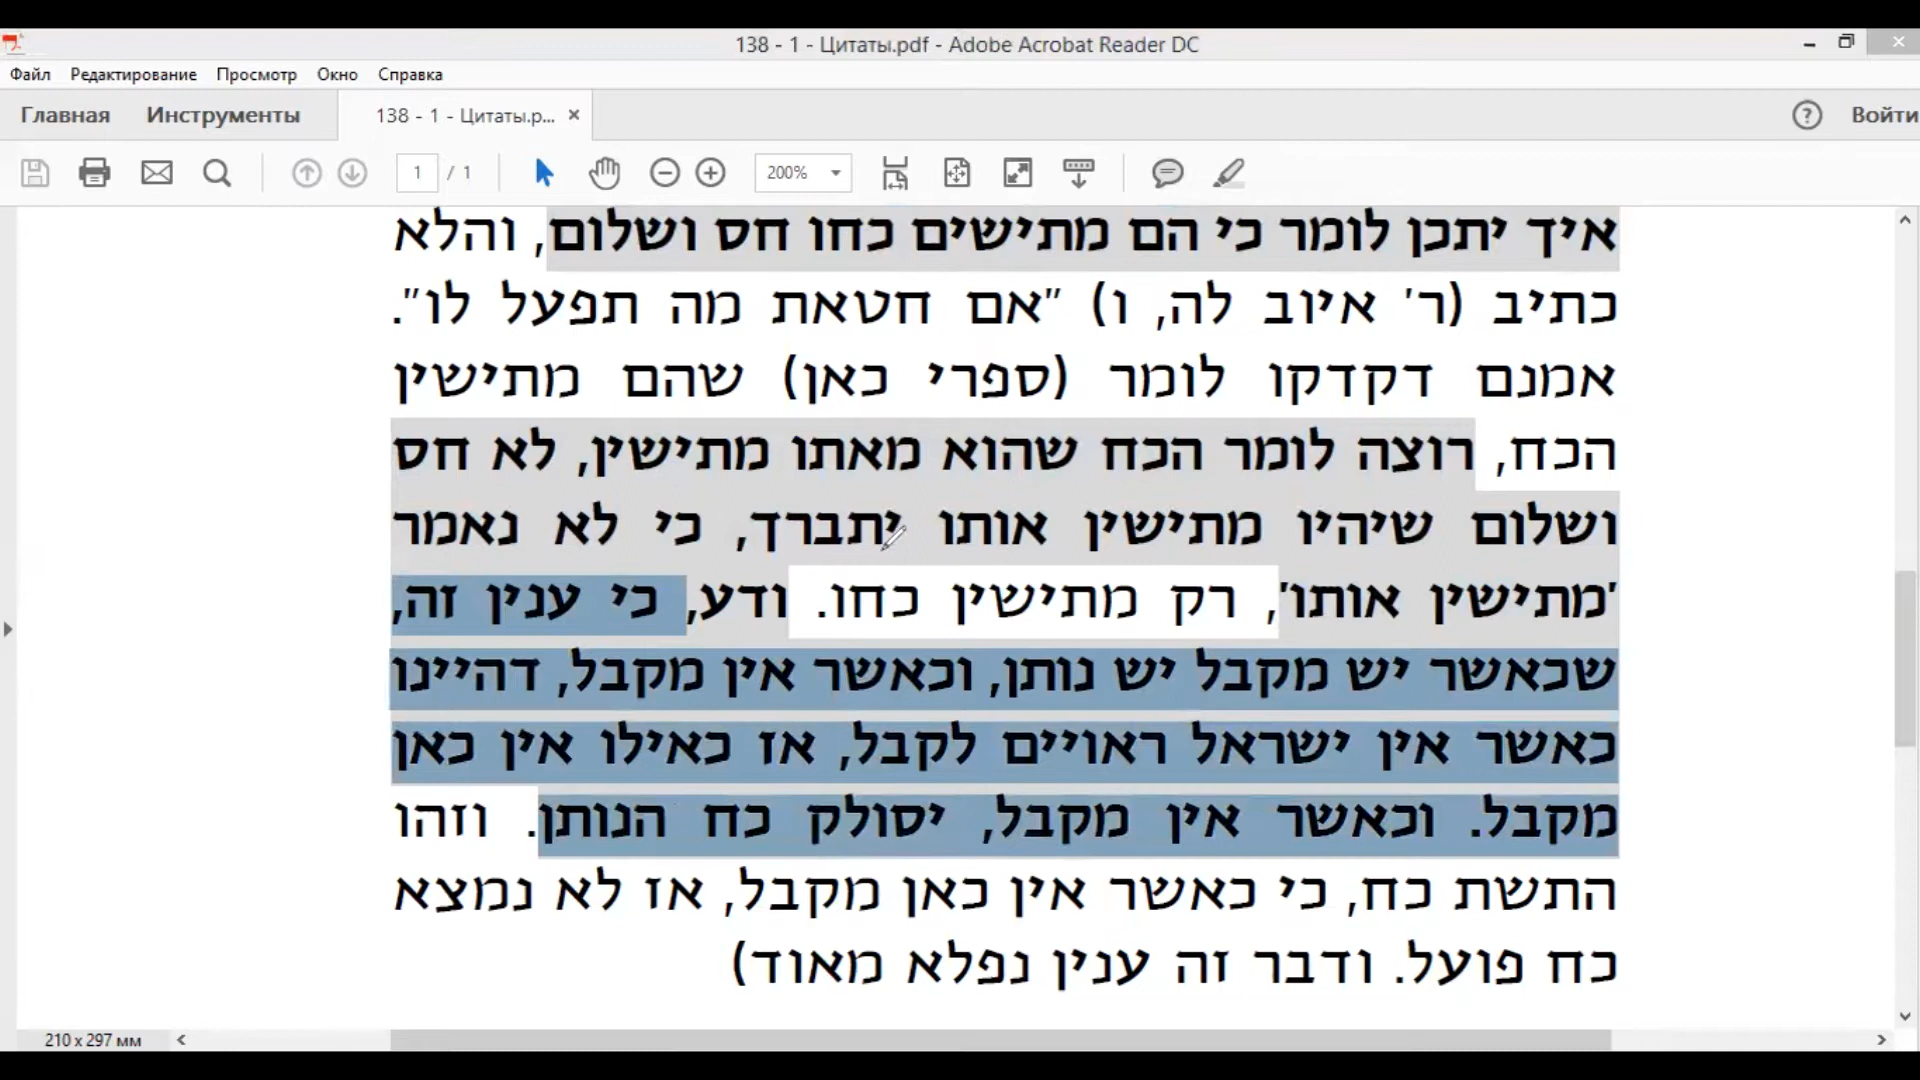 138 - 1 - Цитаты.pdf - Adobe Acrobat Reader DC
Файл Редактирование Просмотр Окно Справка
Главная Инструменты 138 - 1 - Цитаты.p... Войти
1 / 1 200%
איך יתכן לומר כי הם מתישים כחו חס ושלום, והלא
כתיב (ר' איוב לה, ו) "אם חטאת מה תפעל לו".
אמנם דקדקו לומר (ספרי כאן) שהם מתישין
הכח, רוצה לומר הכח שהוא מאתו מתישין, לא חס
ושלום שיהיו מתישין אותו יתברך, כי לא נאמר
'מתישין אותו', רק מתישין כחו. ודע, כי ענין זה,
שכאשר יש מקבל יש נותן, וכאשר אין מקבל, דהיינו
כאשר אין ישראל ראויים לקבל, אז כאילו אין כאן
מקבל. וכאשר אין מקבל, יסולק כח הנותן. וזהו
התשת כח, כי כאשר אין כאן מקבל, אז לא נמצא
כח פועל. ודבר זה ענין נפלא מאוד)
210 x 297 мм